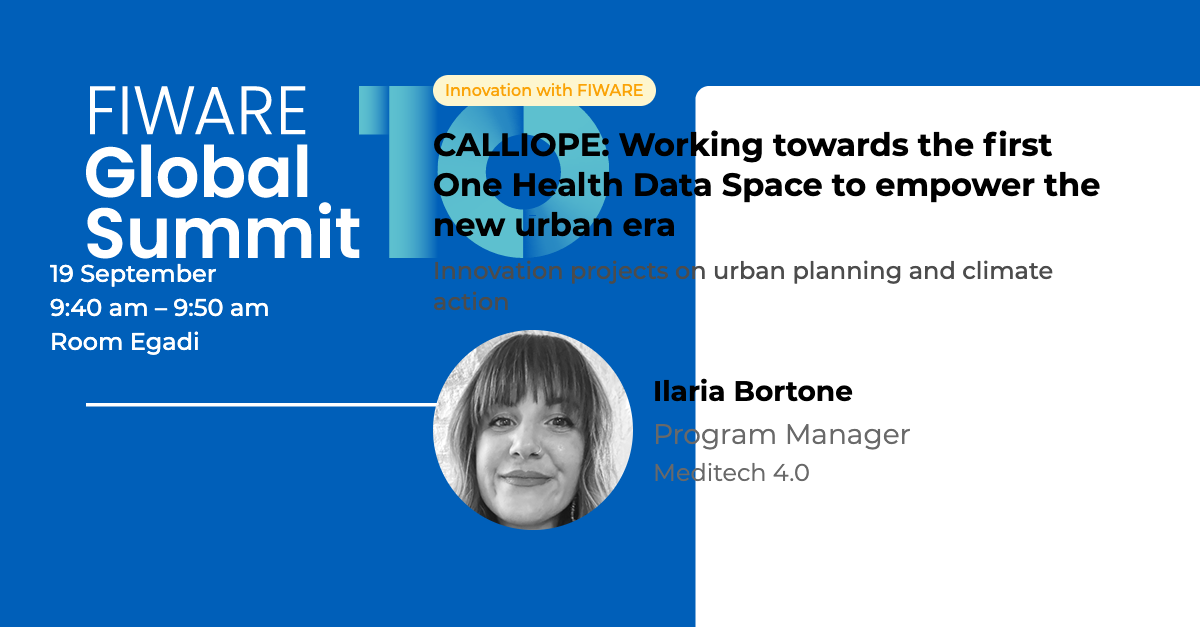 FIWARE
Global
Summit
10
19 September
9:40 am – 9:50 am
Room Egadi
Innovation with FIWARE
CALLIOPE: Working towards the first
One Health Data Space to empower the
new urban era
Innovation projects on urban planning and climate
action
Ilaria Bortone
Program Manager
Meditech 4.0